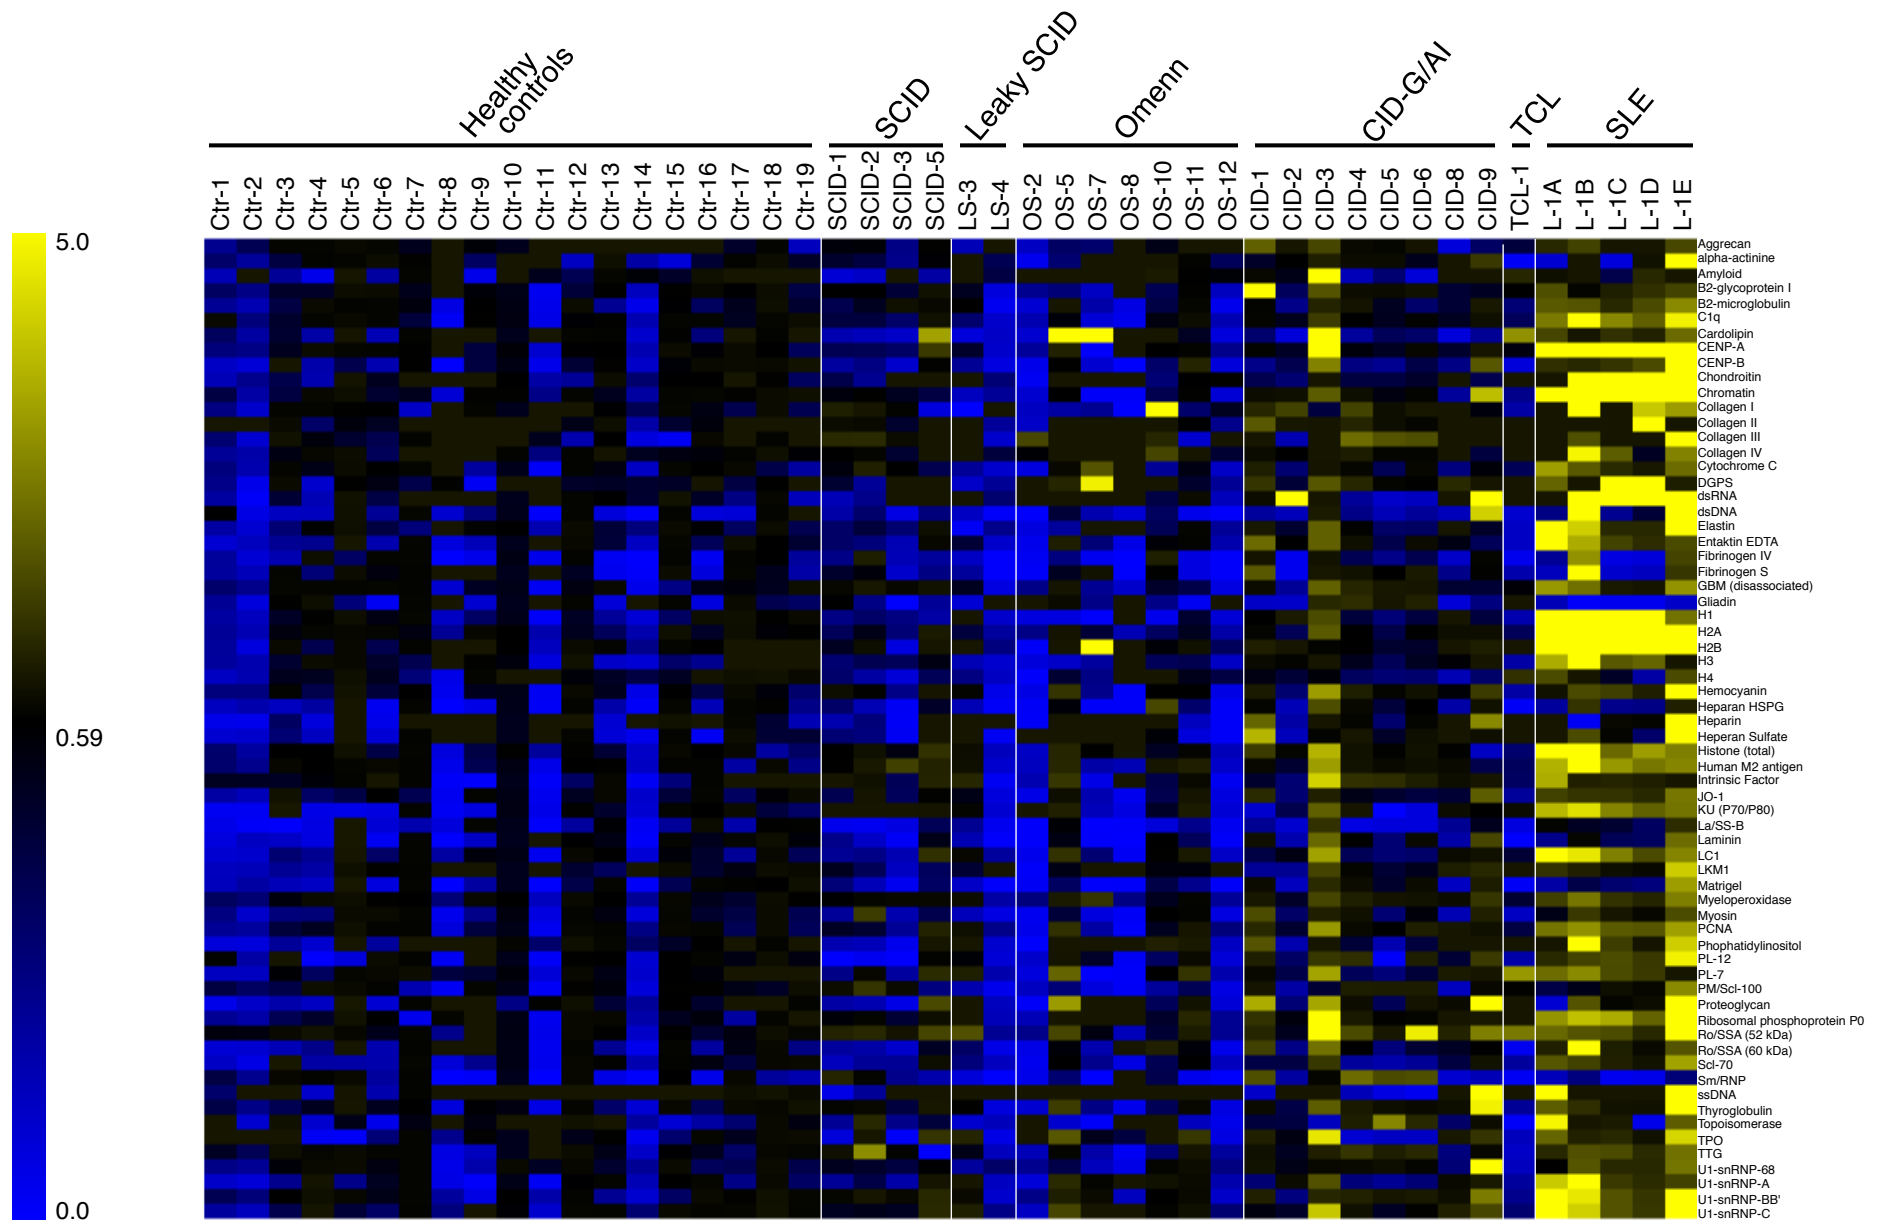 Healthy
controls
SCID
Leaky SCID
Omenn
CID-G/AI
TCL
SLE
Ctr-1
Ctr-2
Ctr-3
Ctr-4
Ctr-5
Ctr-6
Ctr-7
Ctr-8
Ctr-9
Ctr-10
Ctr-11
Ctr-12
Ctr-13
Ctr-14
Ctr-15
Ctr-16
Ctr-17
Ctr-18
Ctr-19
SCID-1
SCID-2
SCID-3
SCID-5
LS-3
LS-4
OS-2
OS-5
OS-7
OS-8
OS-10
OS-11
OS-12
CID-1
CID-2
CID-3
CID-4
CID-5
CID-6
CID-8
CID-9
TCL-1
L-1A
L-1B
L-1C
L-1D
L-1E
5.0
0.59
0.0
Aggrecan
alpha-actinine
Amyloid
B2-glycoprotein I
B2-microglobulin
C1q
Cardolipin
CENP-A
CENP-B
Chondroitin
Chromatin
Collagen I
Collagen II
Collagen III
Collagen IV
Cytochrome C
DGPS
dsRNA
dsDNA
Elastin
Entaktin EDTA
Fibrinogen IV
Fibrinogen S
GBM (disassociated)
Gliadin
H1
H2A
H2B
H3
H4
Hemocyanin
Heparan HSPG
Heparin
Heperan Sulfate
Histone (total)
Human M2 antigen
Intrinsic Factor
JO-1
KU (P70/P80)
La/SS-B
Laminin
LC1
LKM1
Matrigel
Myeloperoxidase
Myosin
PCNA
Phophatidylinositol
PL-12
PL-7
PM/Scl-100
Proteoglycan
Ribosomal phosphoprotein P0
Ro/SSA (52 kDa)
Ro/SSA (60 kDa)
Scl-70
Sm/RNP
ssDNA
Thyroglobulin
Topoisomerase
TPO
TTG
U1-snRNP-68
U1-snRNP-A
U1-snRNP-BB'
U1-snRNP-C